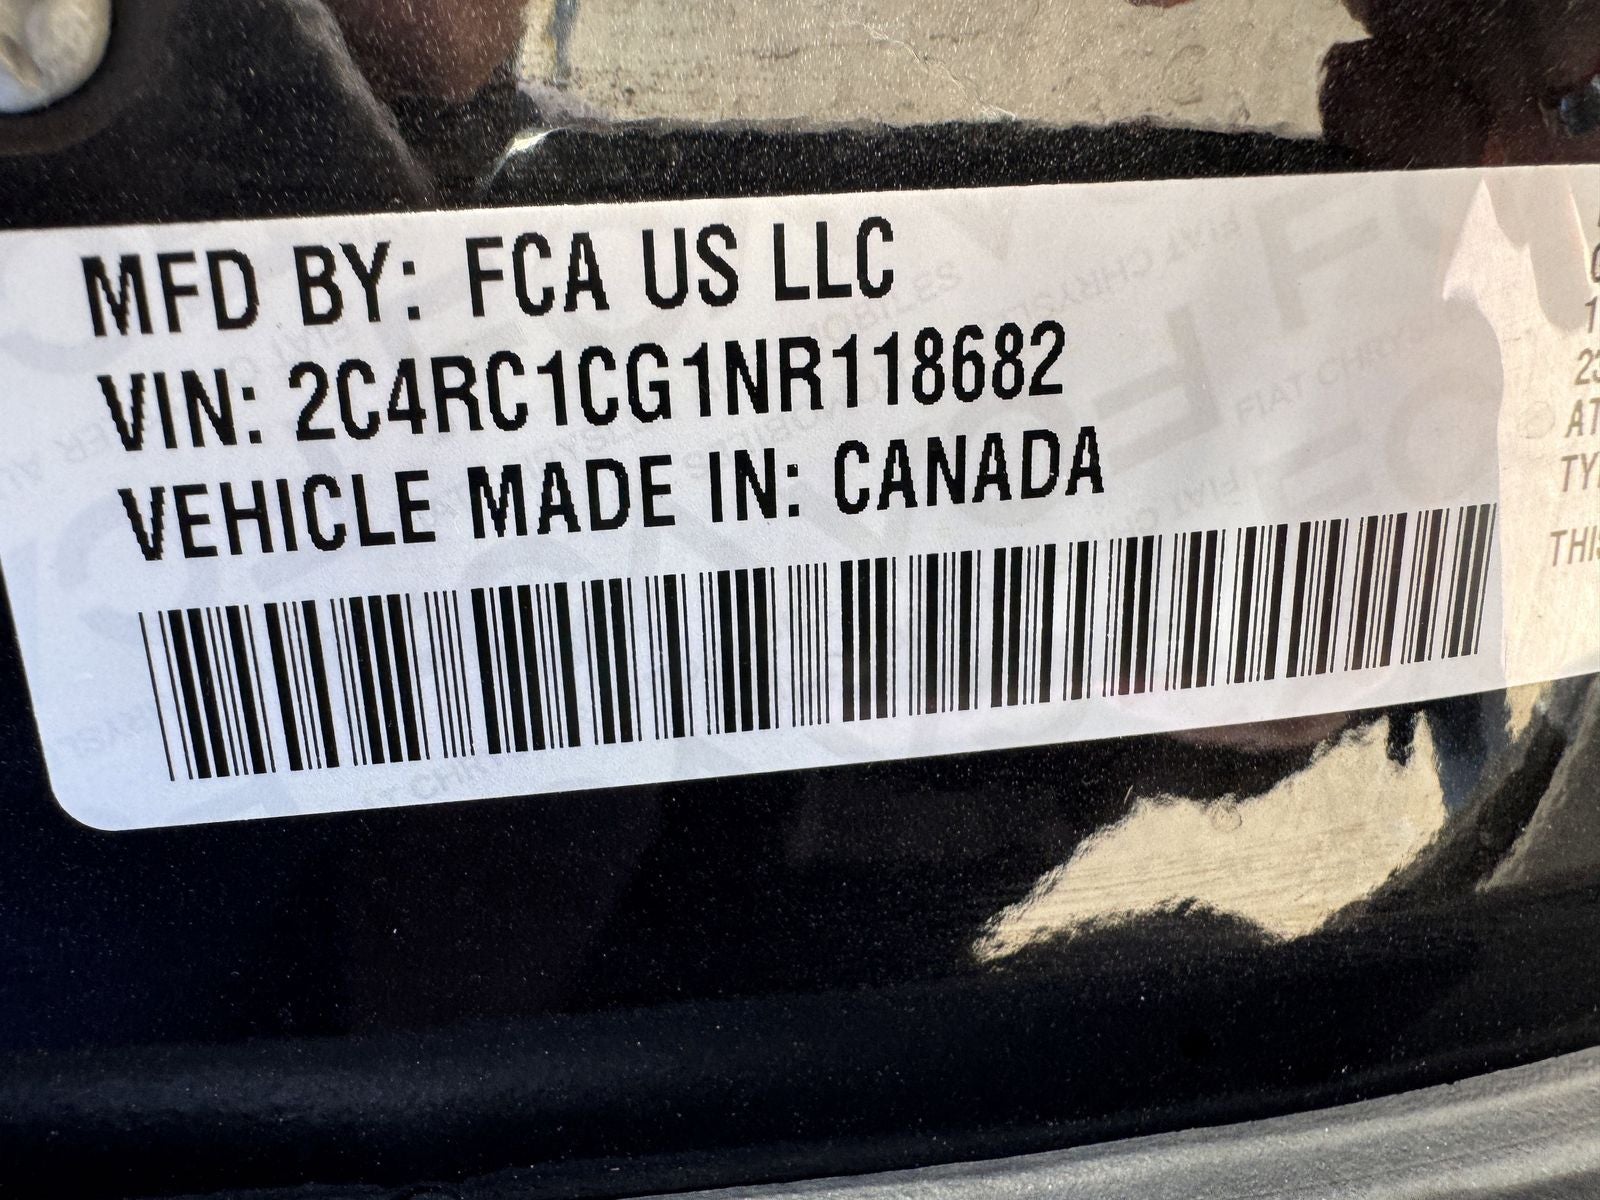 MFD BY: FCA US LLC
VIN: 2C4RC1CG1NR118682
VEHICLE MADE IN: CANADA